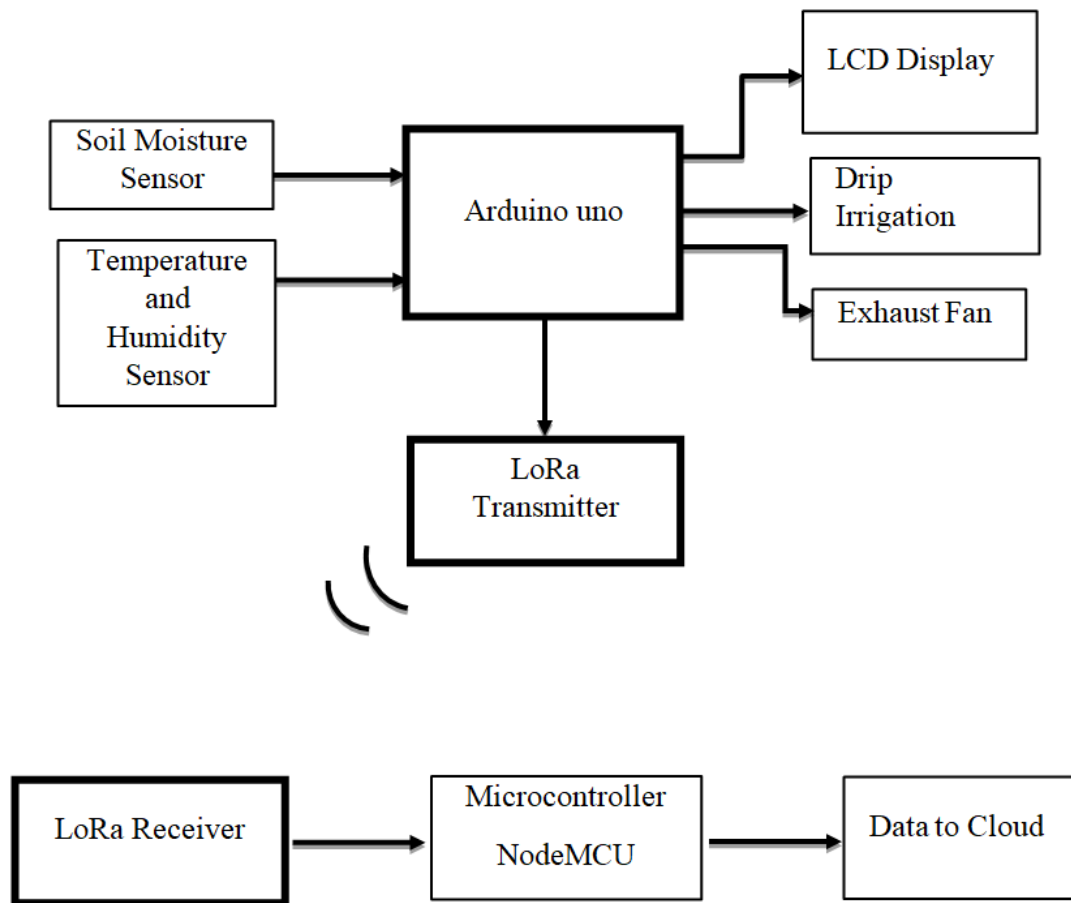 LCD Display
Soil Moisture
Sensor
Arduino uno
Drip
Irrigation
Temperature
and
Humidity
Sensor
Exhaust Fan
LoRa
Transmitter
LoRa Receiver
Microcontroller
NodeMCU
Data to Cloud